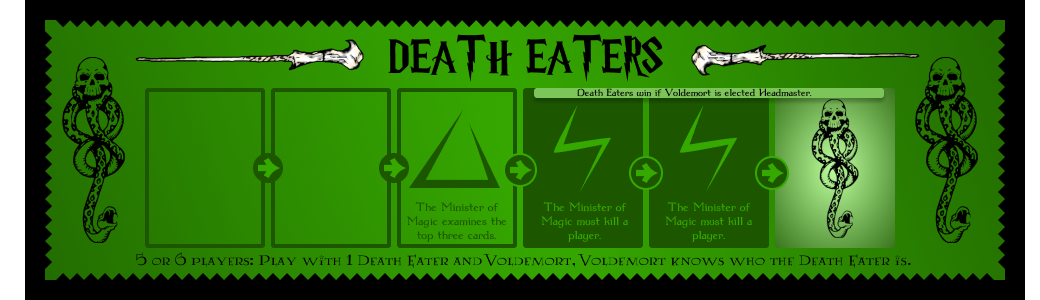 DEATH EATERS
Death Eaters win if Voldemort is elected Headmaster.
The Minister of
Magic examines the
top three cards.
The Minister of
Magic must kill a
player.
The Minister of
Magic must kill a
player.
5 or 6 players: Play with 1 Death Eater and Voldemort, Voldemort knows who the Death Eater is.